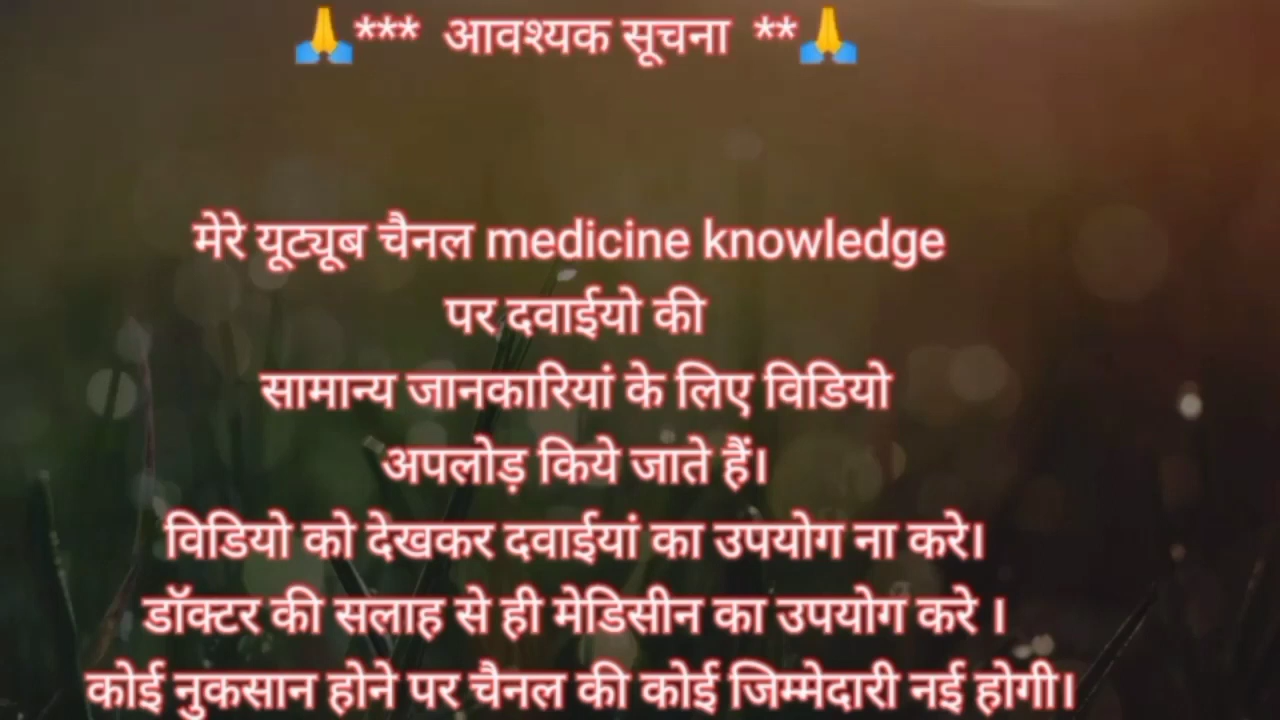 🙏*** आवश्यक सूचना **🙏
मेरे यूट्यूब चैनल medicine knowledge
पर दवाईयो की
सामान्य जानकारियां के लिए विडियो
अपलोड़ किये जाते हैं।
विडियो को देखकर दवाईयां का उपयोग ना करे।
डॉक्टर की सलाह से ही मेडिसीन का उपयोग करे ।
कोई नुकसान होने पर चैनल की कोई जिम्मेदारी नई होगी।